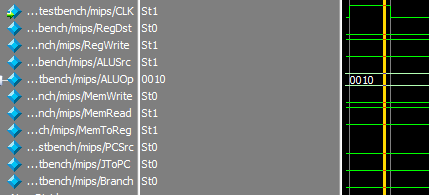 ...testbench/mips/CLK St1
...bench/mips/RegDst St0
...nch/mips/RegWrite St1
...bench/mips/ALUSrc St1
...tbench/mips/ALUOp 0010 0010
...nch/mips/MemWrite St0
...nch/mips/MemRead St1
...ch/mips/MemToReg St1
...stbench/mips/PCSrc St0
...tbench/mips/JToPC St0
...tbench/mips/Branch St0